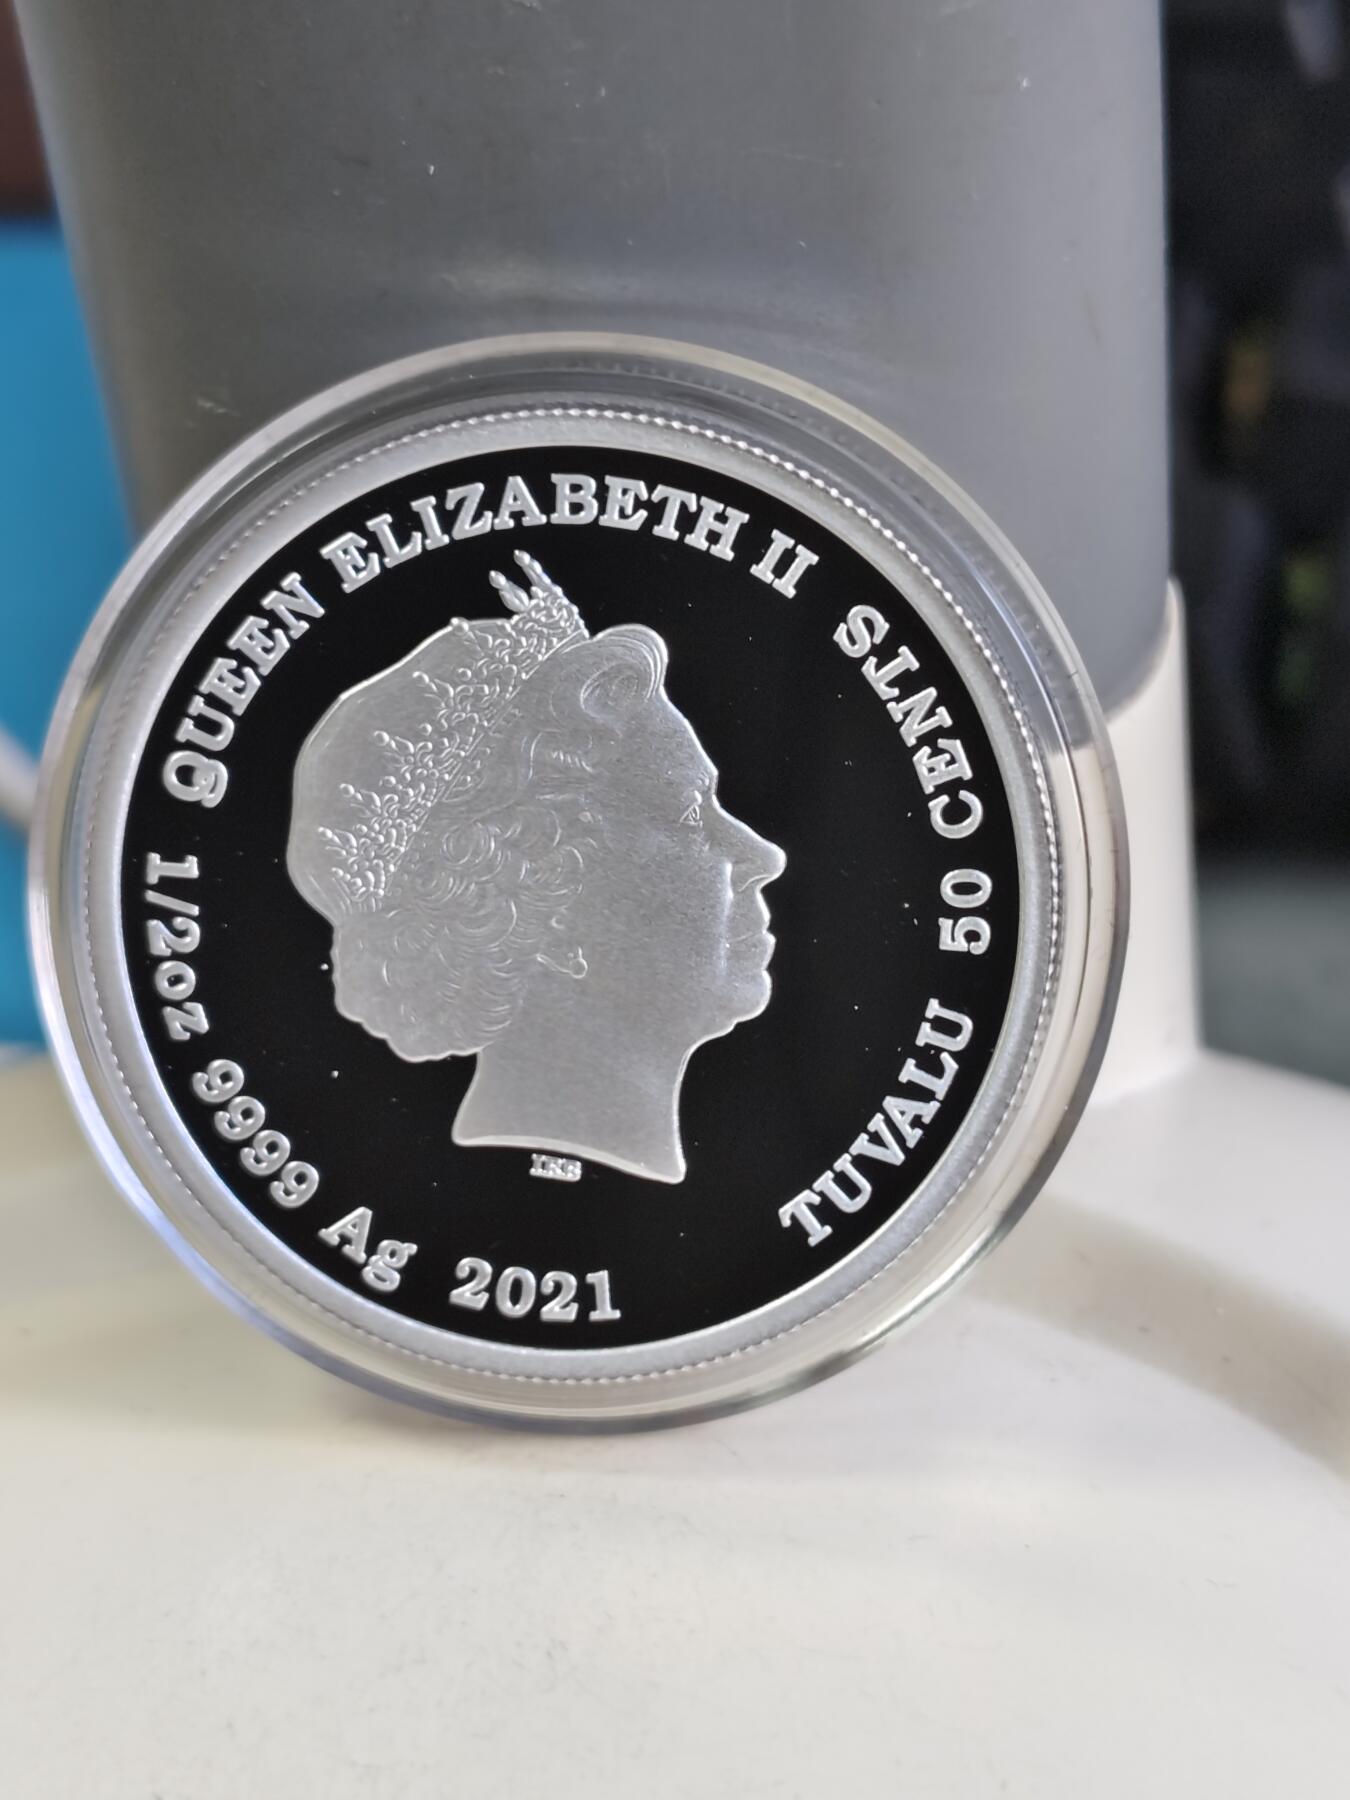 QUEEN ELIZABETH II
TUVALU 50 CENTS
1/2oz 9999 Ag 2021
IRB